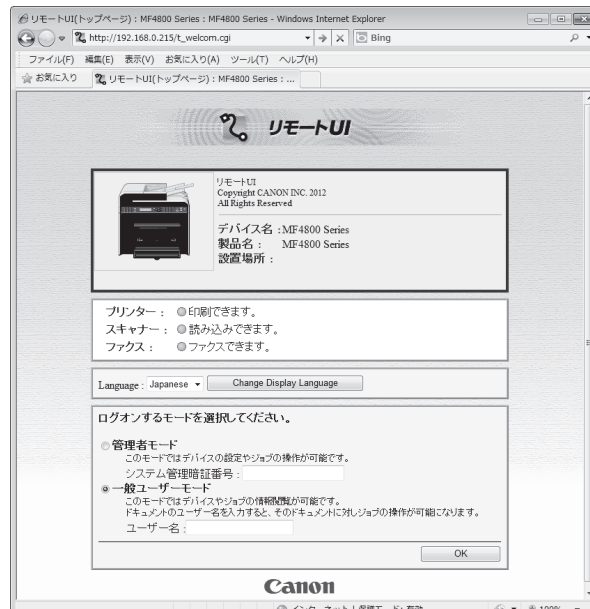 リモートUI(トップページ) : MF4800 Series : MF4800 Series - Windows Internet Explorer
http://192.168.0.215/t_welcom.cgi
Bing
ファイル(F) 編集(E) 表示(V) お気に入り(A) ツール(T) ヘルプ(H)
お気に入り リモートUI(トップページ) : MF4800 Series : ...
リモートUI
リモートUI
Copyright CANON INC. 2012
All Rights Reserved
デバイス名 : MF4800 Series
製品名 : MF4800 Series
設置場所 :
プリンター : 印刷できます。
スキャナー : 読み込みできます。
ファクス : ファクスできます。
Language : Japanese Change Display Language
ログオンするモードを選択してください。
管理者モード
このモードではデバイスの設定やジョブの操作が可能です。
システム管理暗証番号 :
一般ユーザーモード
このモードではデバイスやジョブの情報閲覧が可能です。
ドキュメントのユーザー名を入力すると、そのドキュメントに対しジョブの操作が可能になります。
ユーザー名 :
OK
Canon